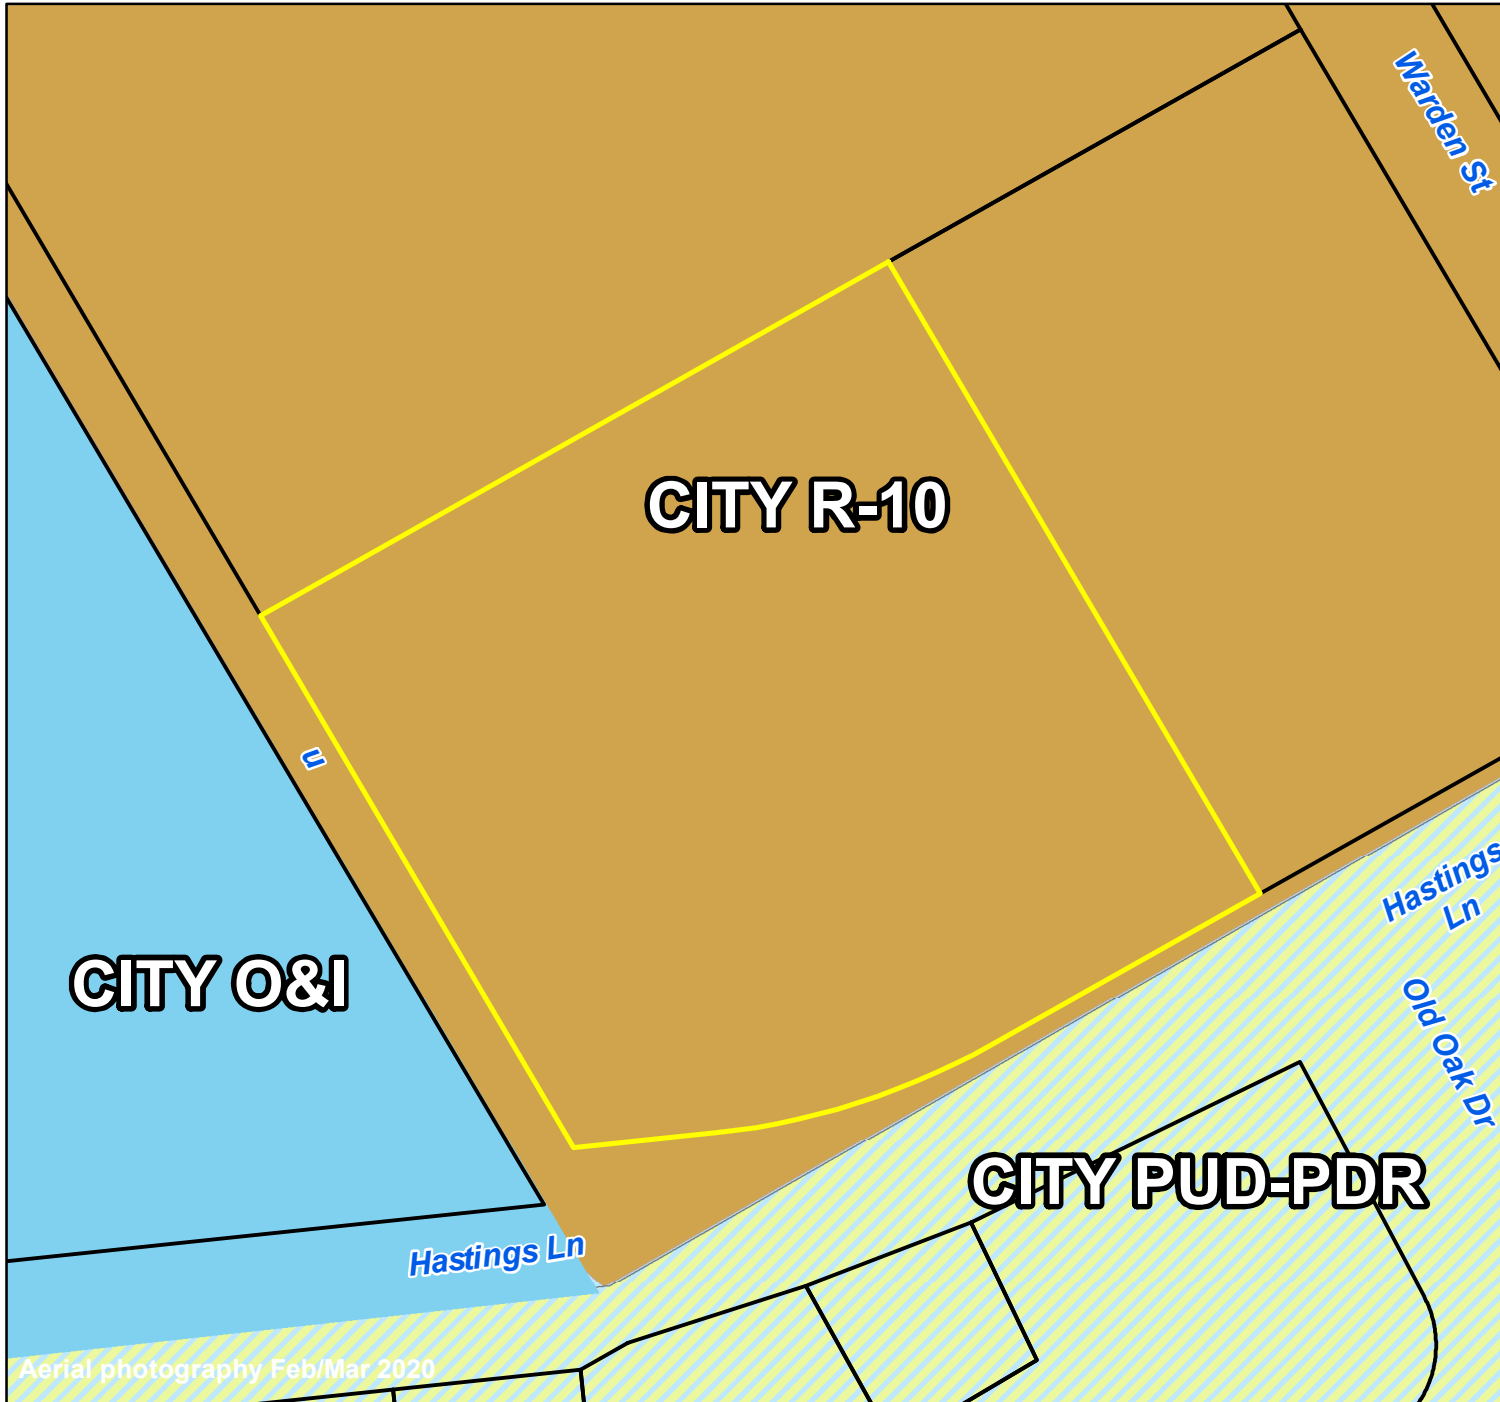 Warden St
CITY R-10
u
Hastings
Ln
CITY O&I
Old Oak Dr
CITY PUD-PDR
Hastings Ln
Aerial photography Feb/Mar 2020